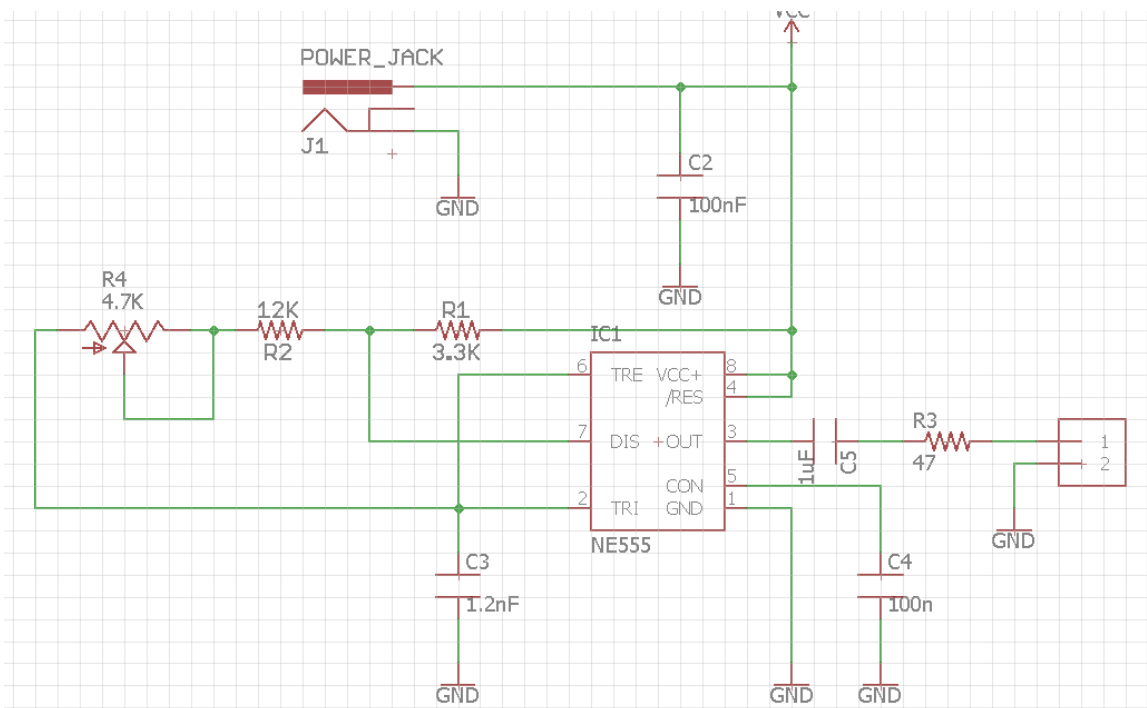 VCC
POWER_JACK
J1
C2
100nF
GND
GND
R4
4.7K
12K
R2
R1
3.3K
IC1
6 TRE VCC+ 8
/RES 4
7 DIS +OUT 3
CON 5
2 TRI GND 1
NE555
1uF
C5
R3
47
1
2
GND
C3
1.2nF
C4
100n
GND
GND
GND